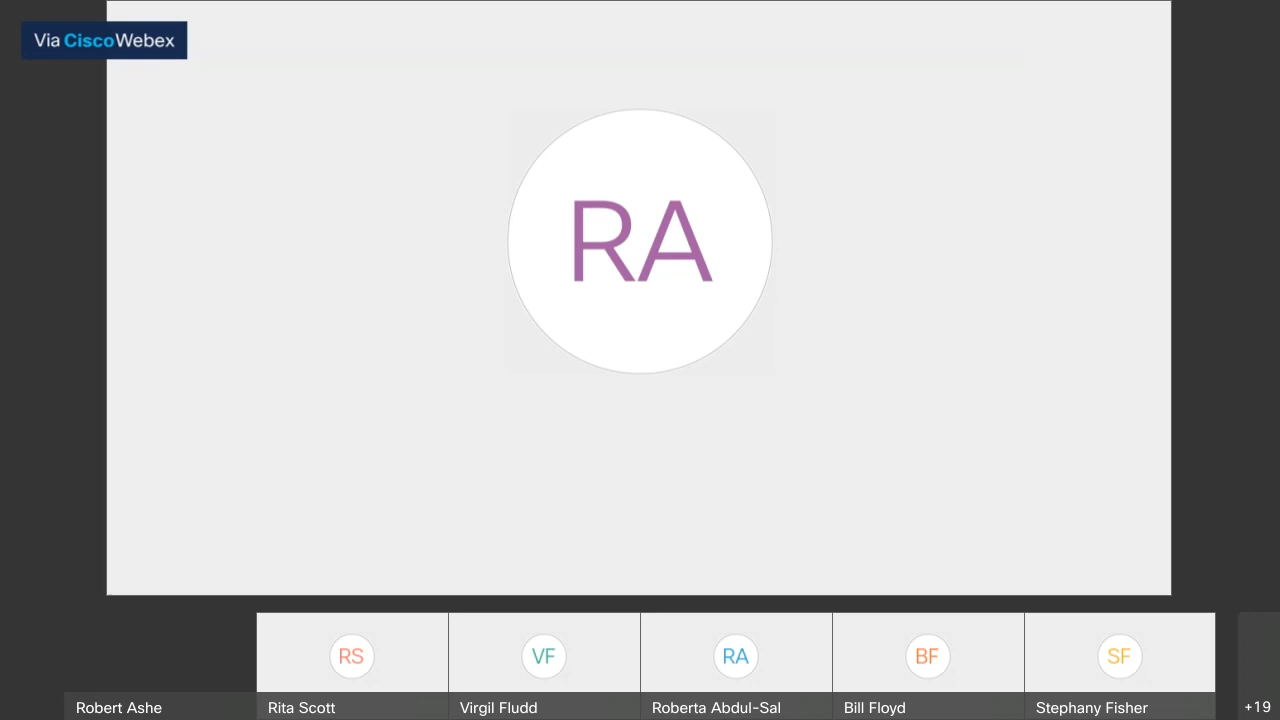 Via CiscoWebex
RA
RS
VF
RA
BF
SF
Robert Ashe
Rita Scott
Virgil Fludd
Roberta Abdul-Sal
Bill Floyd
Stephany Fisher
+19